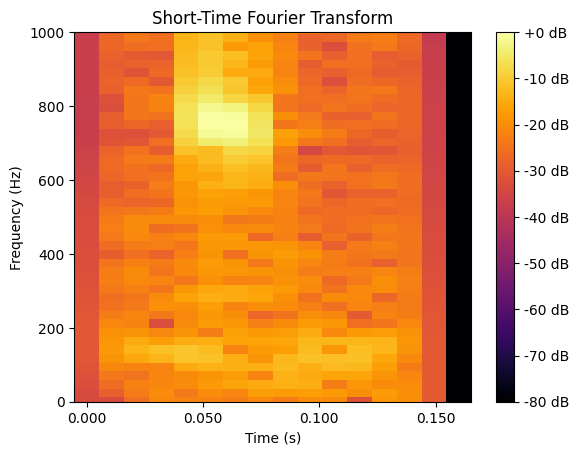 Short-Time Fourier Transform
1000
800
600
400
200
0
Frequency (Hz)
0.000
0.050
0.100
0.150
Time (s)
+0 dB
-10 dB
-20 dB
-30 dB
-40 dB
-50 dB
-60 dB
-70 dB
-80 dB